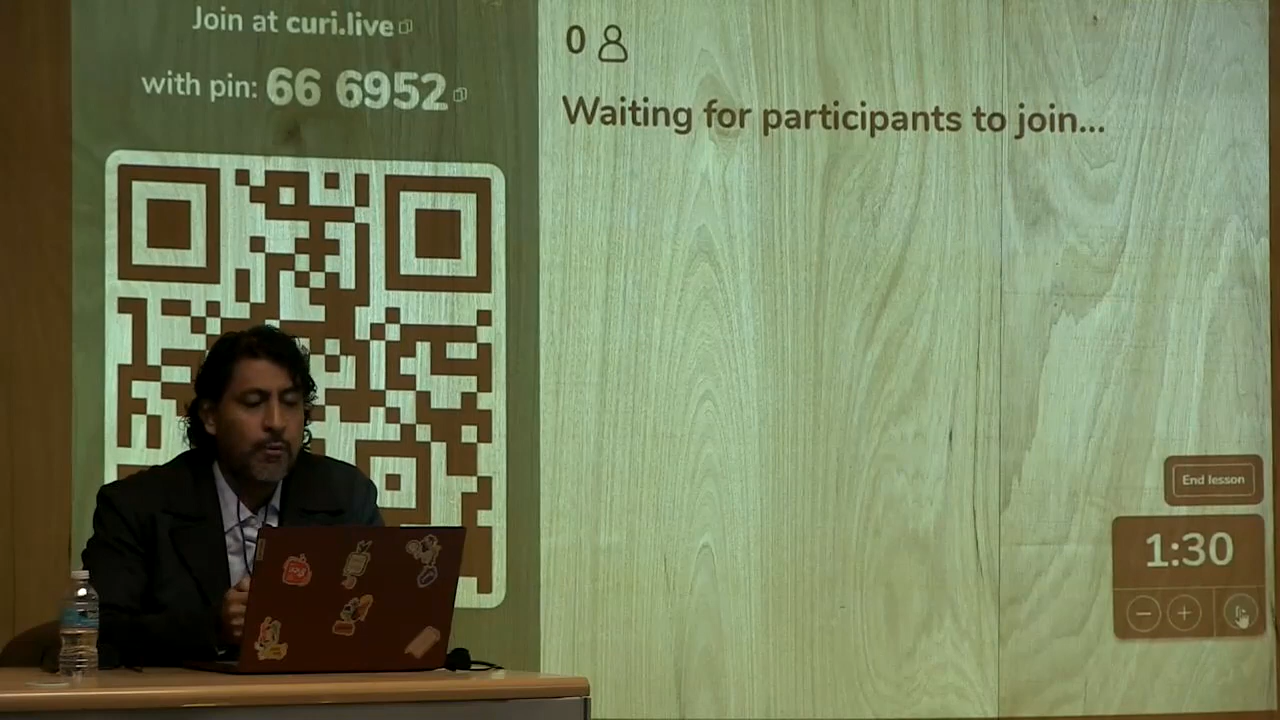 Join at curi.live
with pin: 66 6952
0
Waiting for participants to join...
End lesson
1:30